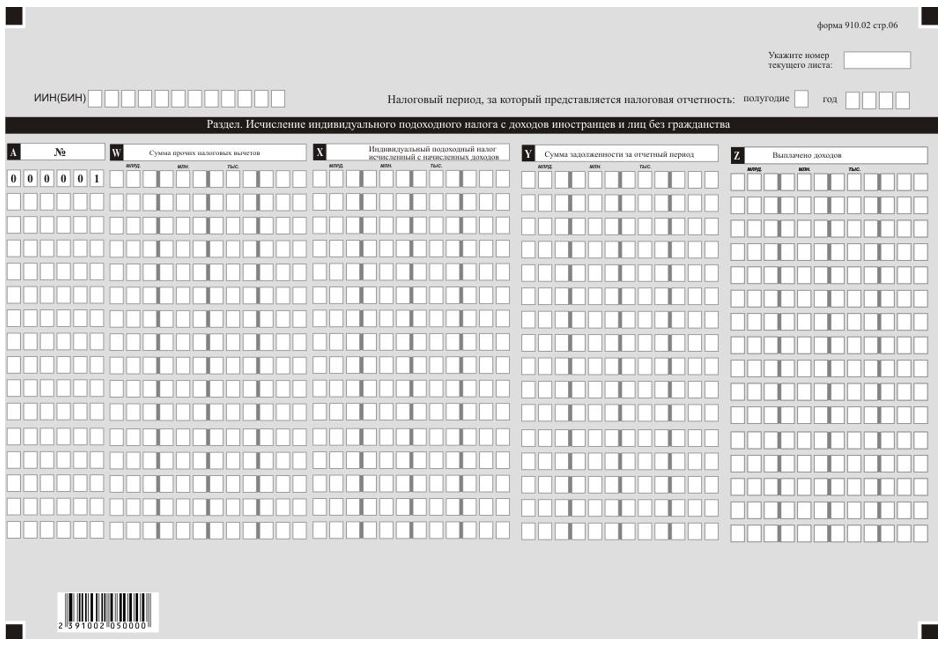 форма 910.02 стр.06
Укажите номер
текущего листа:
ИИН(БИН)
Налоговый период, за который представляется налоговая отчетность: полугодие год
Раздел. Исчисление индивидуального подоходного налога с доходов иностранцев и лиц без гражданства
A №
W Сумма прочих налоговых вычетов
X Индивидуальный подоходный налог
исчисленный с начисленных доходов
Y Сумма задолженности за отчетный период
Z Выплачено доходов
млрд. млн. тыс. млрд. млн. тыс. млрд. млн. тыс. млрд. млн. тыс.
0 0 0 0 0 1
2 391002 050000